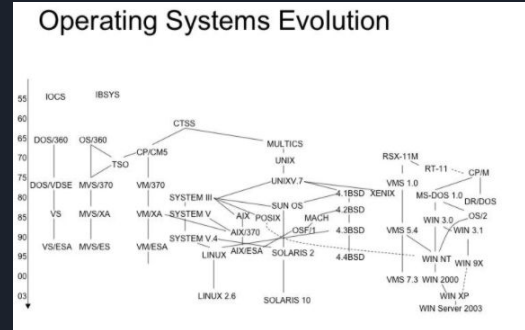 Operating Systems Evolution
55 IOCS IBSYS
60 CTSS
65 DOS/360 OS/360 CP/CMS MULTICS
TSO RSX-11M
70 UNIX RT-11 CP/M
75 DOS/VDSE MVS/370 VM/370 UNIXV.7 VMS 1.0
80 SYSTEM III SUN OS 4.1BSD XENIX MS-DOS 1.0 DR/DOS
85 VS MVS/XA VM/XA SYSTEM V AIX POSIX MACH 4.2BSD WIN 3.0 OS/2
90 AIX/370 OSF/1 4.3BSD VMS 5.4 WIN 3.1
VS/ESA MVS/ES VM/ESA SYSTEM V.4 AIX/ESA
95 LINUX SOLARIS 2 4.4BSD WIN NT WIN 9X
00 VMS 7.3 WIN 2000
03 LINUX 2.6 SOLARIS 10 WIN XP
WIN Server 2003